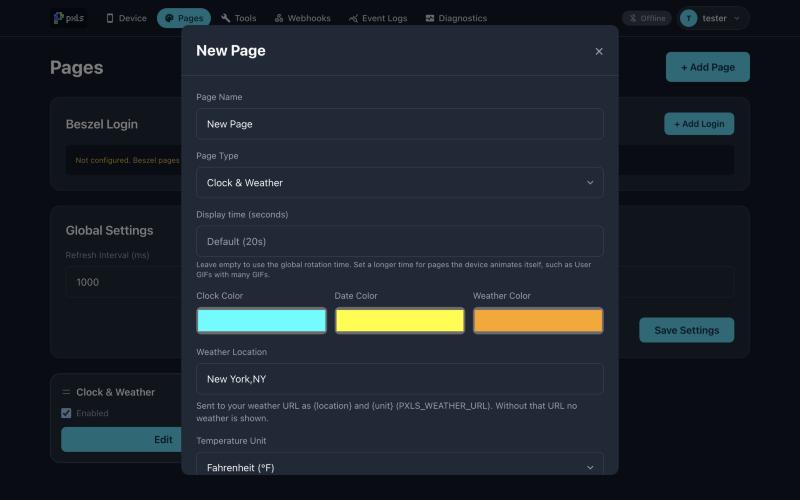 pxls
Device
Pages
Tools
Webhooks
Event Logs
Diagnostics
Offline
T
tester
Pages
+ Add Page
Beszel Login
+ Add Login
Not configured. Beszel pages
Global Settings
Refresh Interval (ms)
1000
Save Settings
Clock & Weather
Enabled
Edit
New Page
×
Page Name
New Page
Page Type
Clock & Weather
Display time (seconds)
Default (20s)
Leave empty to use the global rotation time. Set a longer time for pages the device animates itself, such as User
GIFs with many GIFs.
Clock Color
Date Color
Weather Color
Weather Location
New York,NY
Sent to your weather URL as {location} and {unit} (PXLS_WEATHER_URL). Without that URL no
weather is shown.
Temperature Unit
Fahrenheit (°F)